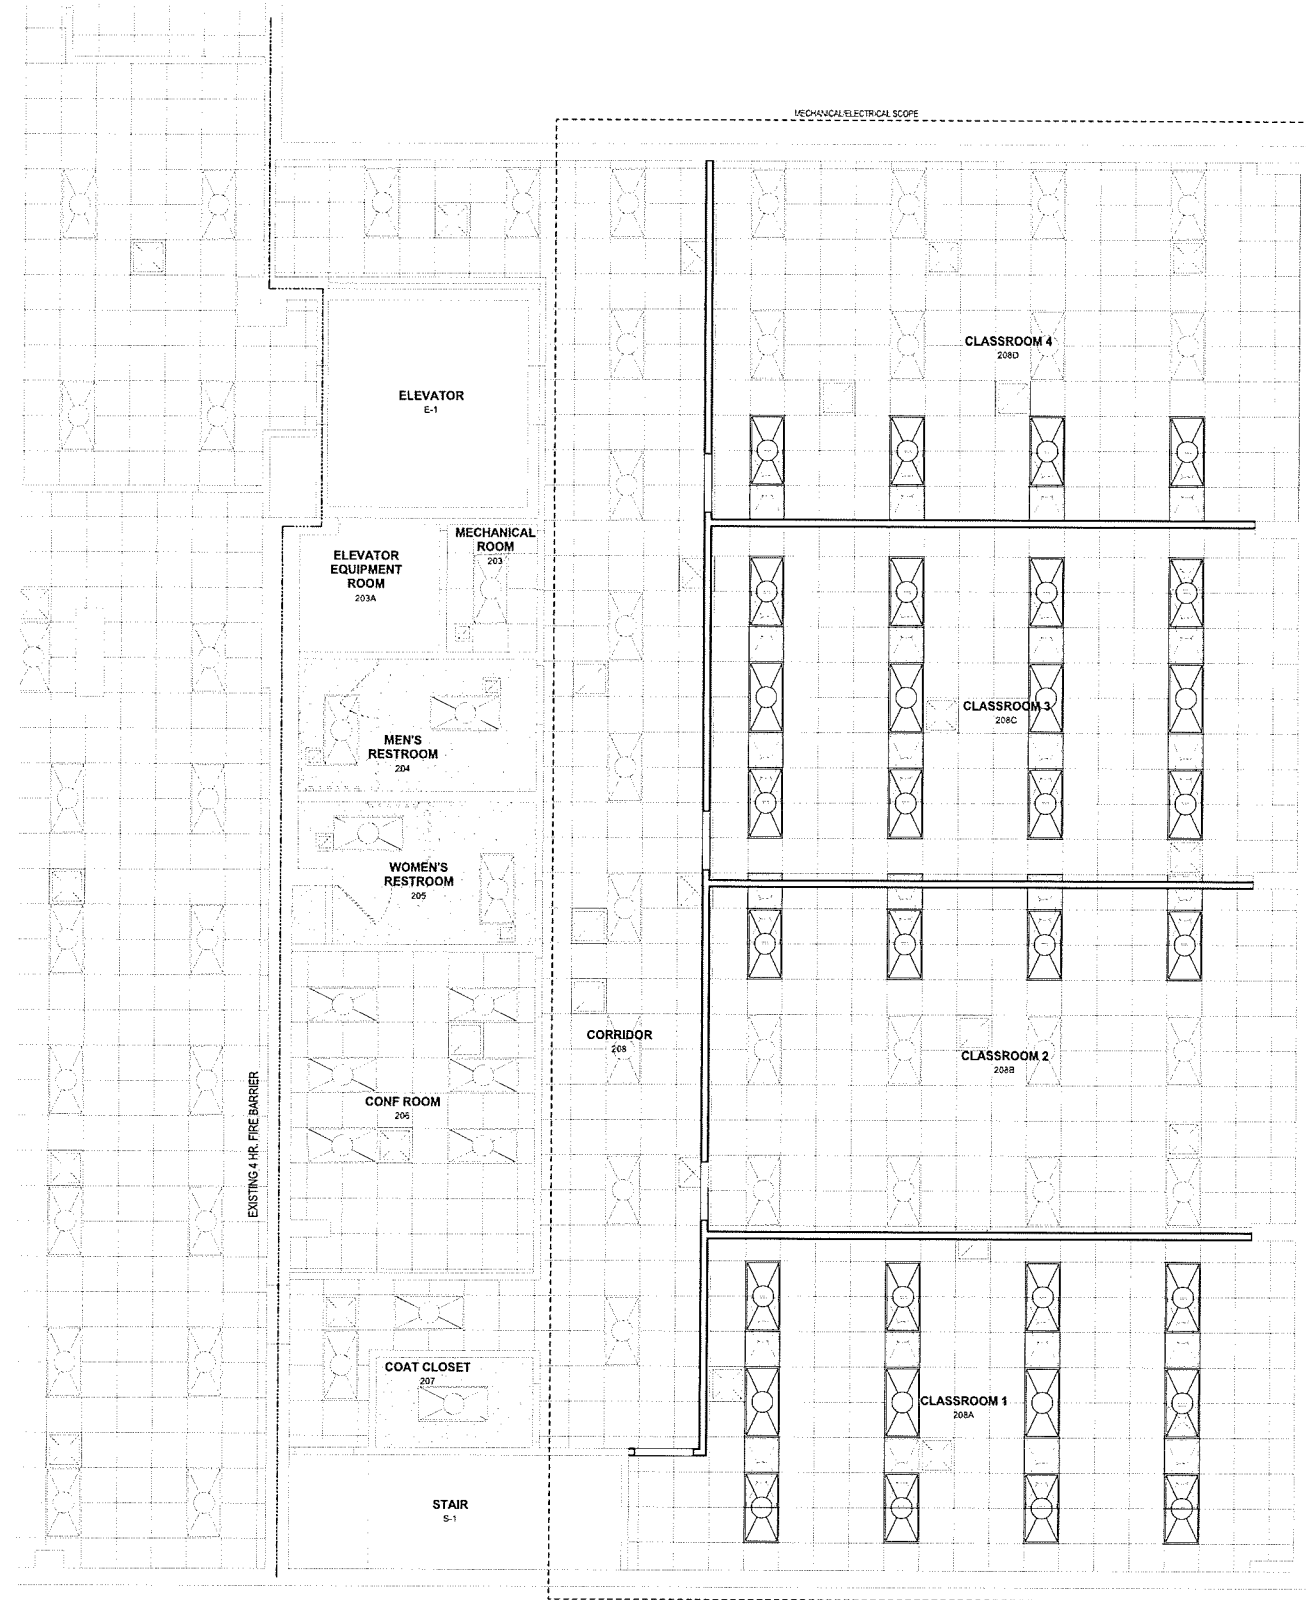 MECHANICAL/ELECTRICAL SCOPE
CLASSROOM 4
208D
ELEVATOR
E-1
MECHANICAL
ROOM
203
ELEVATOR
EQUIPMENT
ROOM
203A
CLASSROOM 3
208C
MEN'S
RESTROOM
204
WOMEN'S
RESTROOM
205
CORRIDOR
208
CLASSROOM 2
208B
CONF ROOM
206
EXISTING 4 HR. FIRE BARRIER
COAT CLOSET
207
CLASSROOM 1
208A
STAIR
S-1